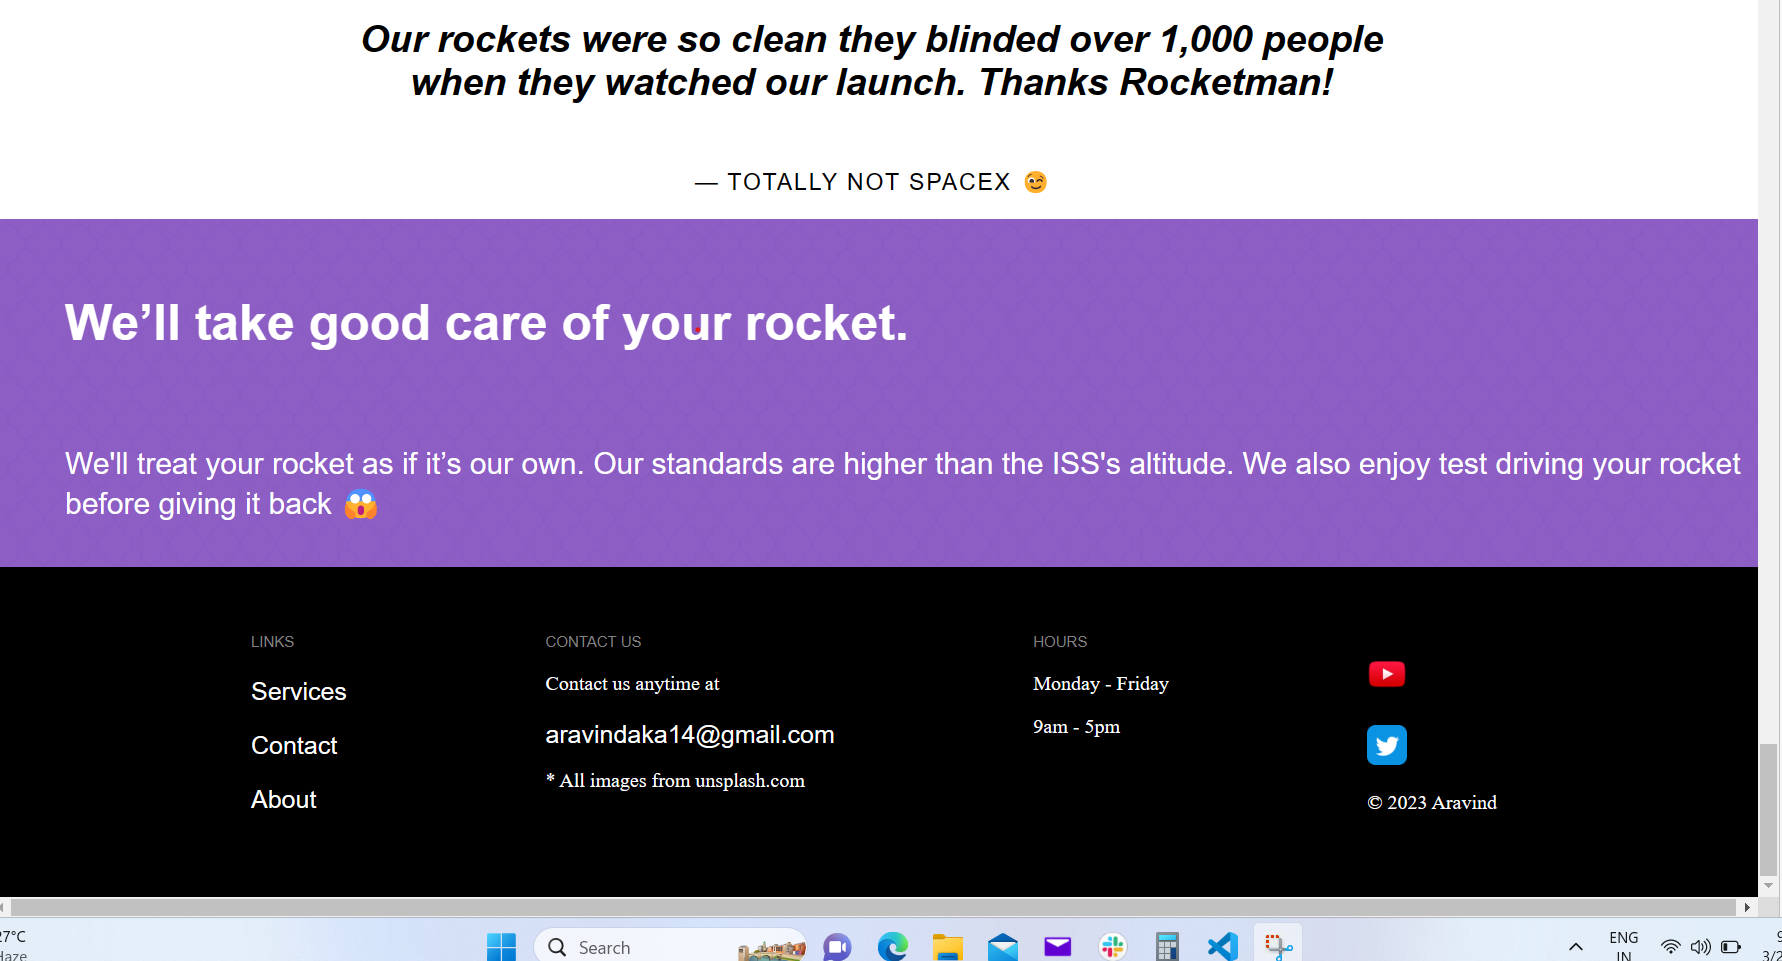 Our rockets were so clean they blinded over 1,000 people
when they watched our launch. Thanks Rocketman!
— TOTALLY NOT SPACEX 😉
We’ll take good care of your rocket.
We'll treat your rocket as if it’s our own. Our standards are higher than the ISS's altitude. We also enjoy test driving your rocket
before giving it back 😱
LINKS
Services
Contact
About
CONTACT US
Contact us anytime at
aravindaka14@gmail.com
* All images from unsplash.com
HOURS
Monday - Friday
9am - 5pm
© 2023 Aravind
27°C
Haze
Search
ENG
IN